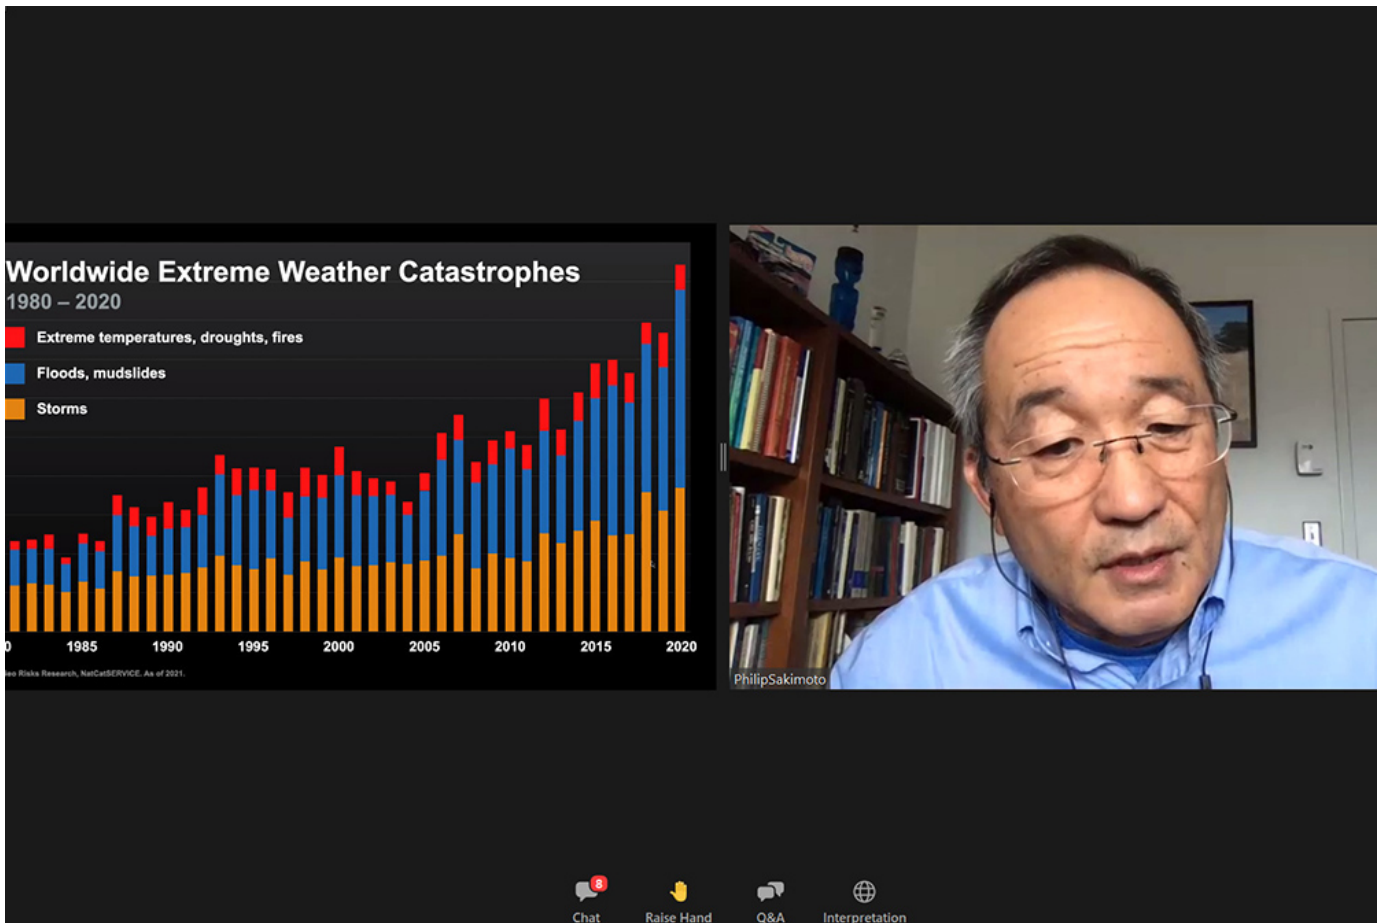 Worldwide Extreme Weather Catastrophes
1980 – 2020
Extreme temperatures, droughts, fires
Floods, mudslides
Storms
0 1985 1990 1995 2000 2005 2010 2015 2020
Risks Research, NatCatSERVICE. As of 2021.
PhilipSakimoto
8
Chat Raise Hand Q&A Interpretation